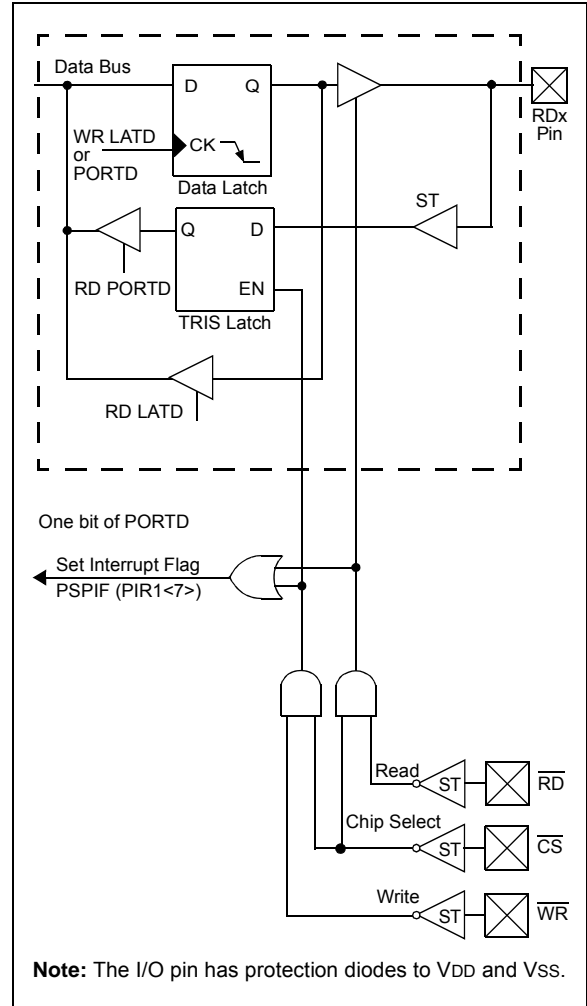 Data Bus
D Q
RDx
Pin
WR LATD
or
PORTD
CK
Data Latch
ST
Q D
RD PORTD
EN
TRIS Latch
RD LATD
One bit of PORTD
Set Interrupt Flag
PSPIF (PIR1<7>)
Read
ST
RD
Chip Select
ST
CS
Write
ST
WR
Note: The I/O pin has protection diodes to VDD and VSS.